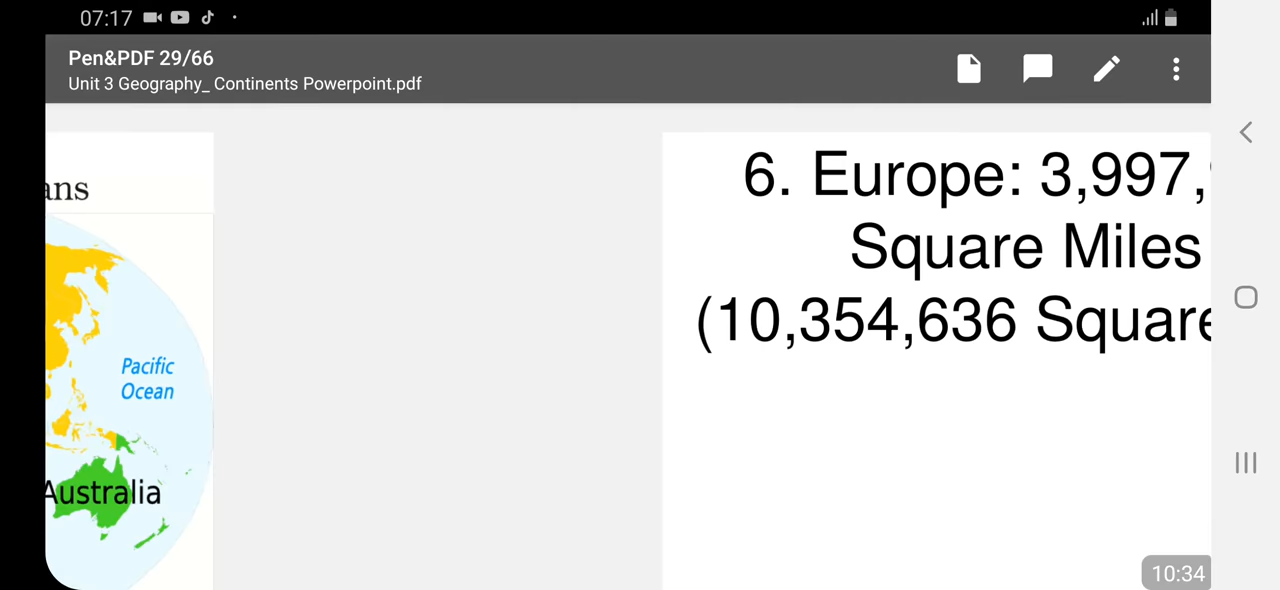 07:17
Pen&PDF 29/66
Unit 3 Geography_ Continents Powerpoint.pdf
ans
Pacific
Ocean
Australia
6. Europe: 3,997,
Square Miles
(10,354,636 Square
10:34